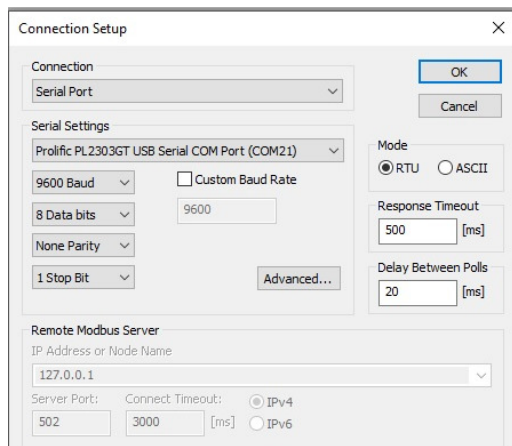 Connection Setup
Connection
Serial Port
OK
Cancel
Serial Settings
Prolific PL2303GT USB Serial COM Port (COM21)
9600 Baud
Custom Baud Rate
8 Data bits
9600
None Parity
1 Stop Bit
Advanced...
Mode
RTU ASCII
Response Timeout
500 [ms]
Delay Between Polls
20 [ms]
Remote Modbus Server
IP Address or Node Name
127.0.0.1
Server Port: Connect Timeout: IPv4
502 3000 [ms] IPv6